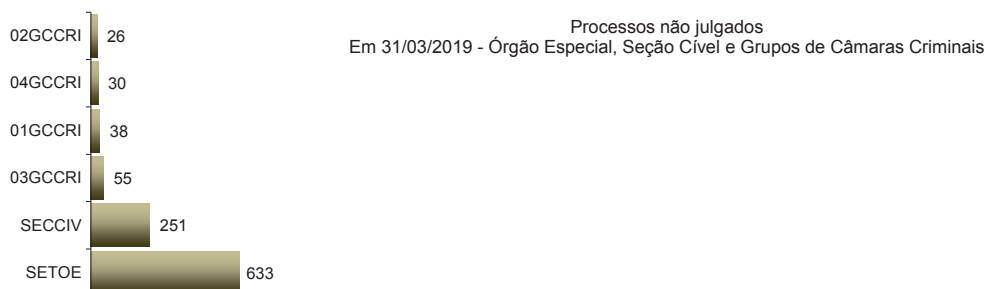 Processos não julgados
Em 31/03/2019 - Órgão Especial, Seção Cível e Grupos de Câmaras Criminais
02GCCRI 26
04GCCRI 30
01GCCRI 38
03GCCRI 55
SECCIV 251
SETOE 633